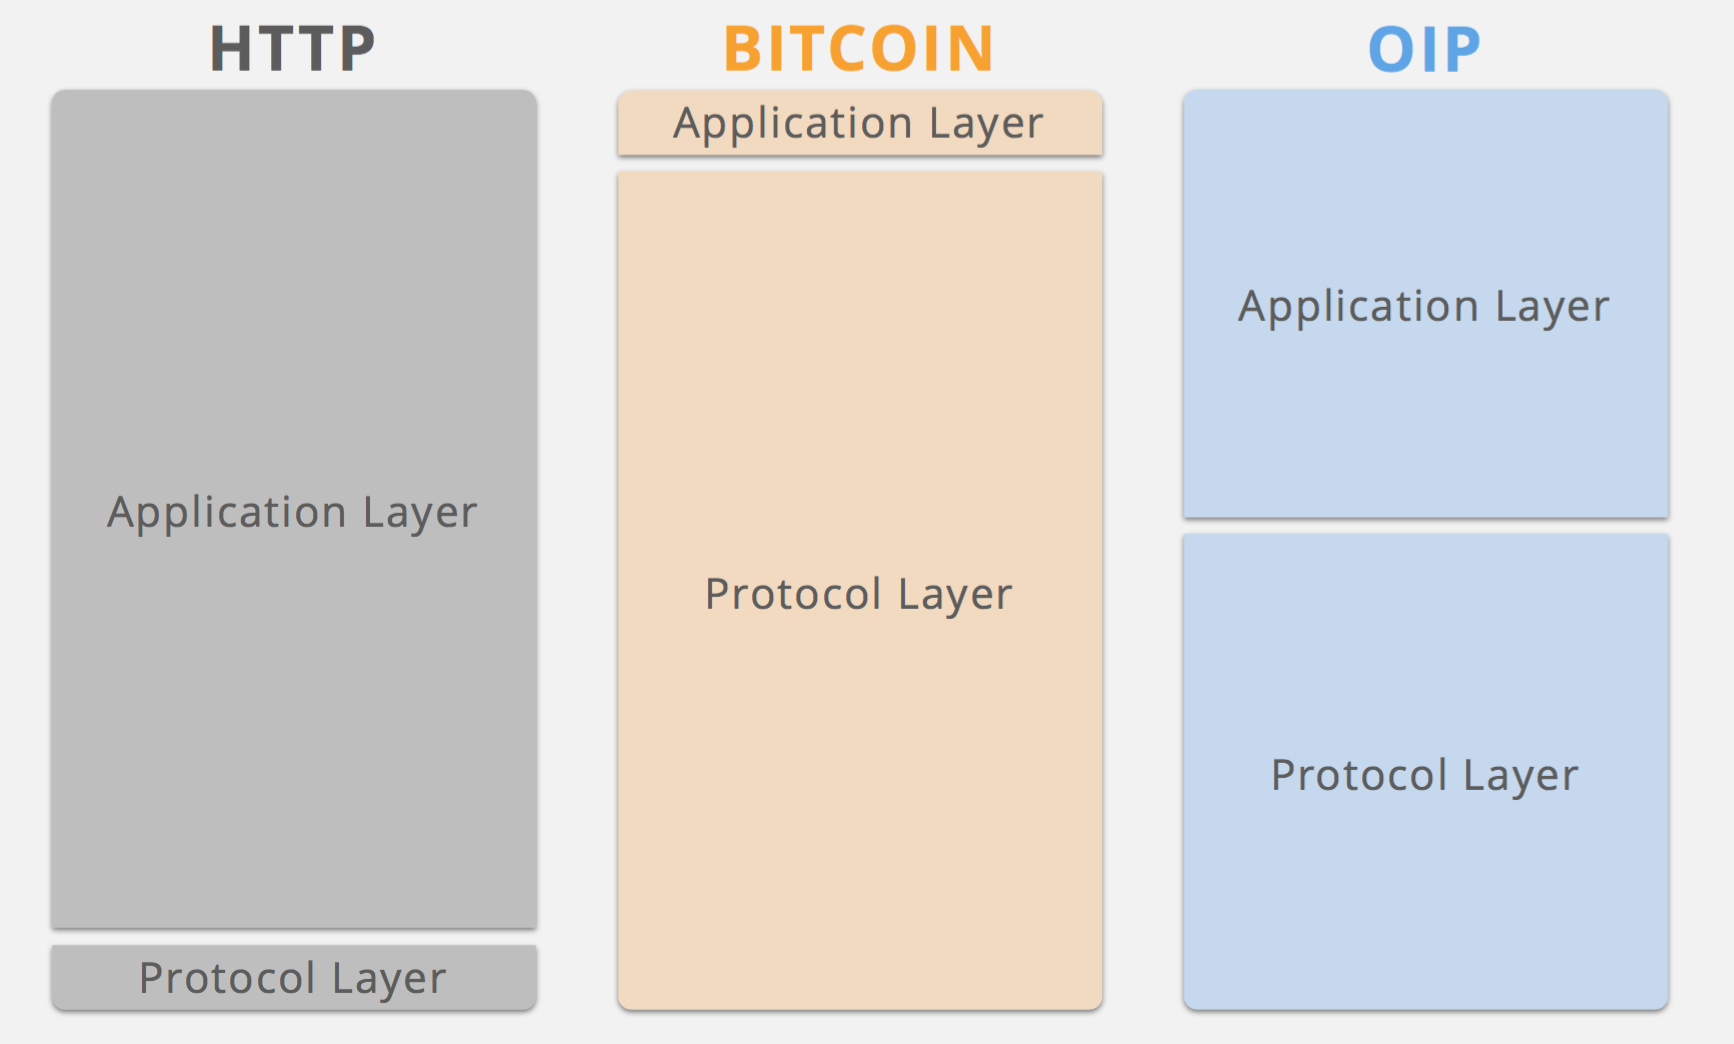 HTTP
Application Layer
Protocol Layer
BITCOIN
Application Layer
Protocol Layer
OIP
Application Layer
Protocol Layer